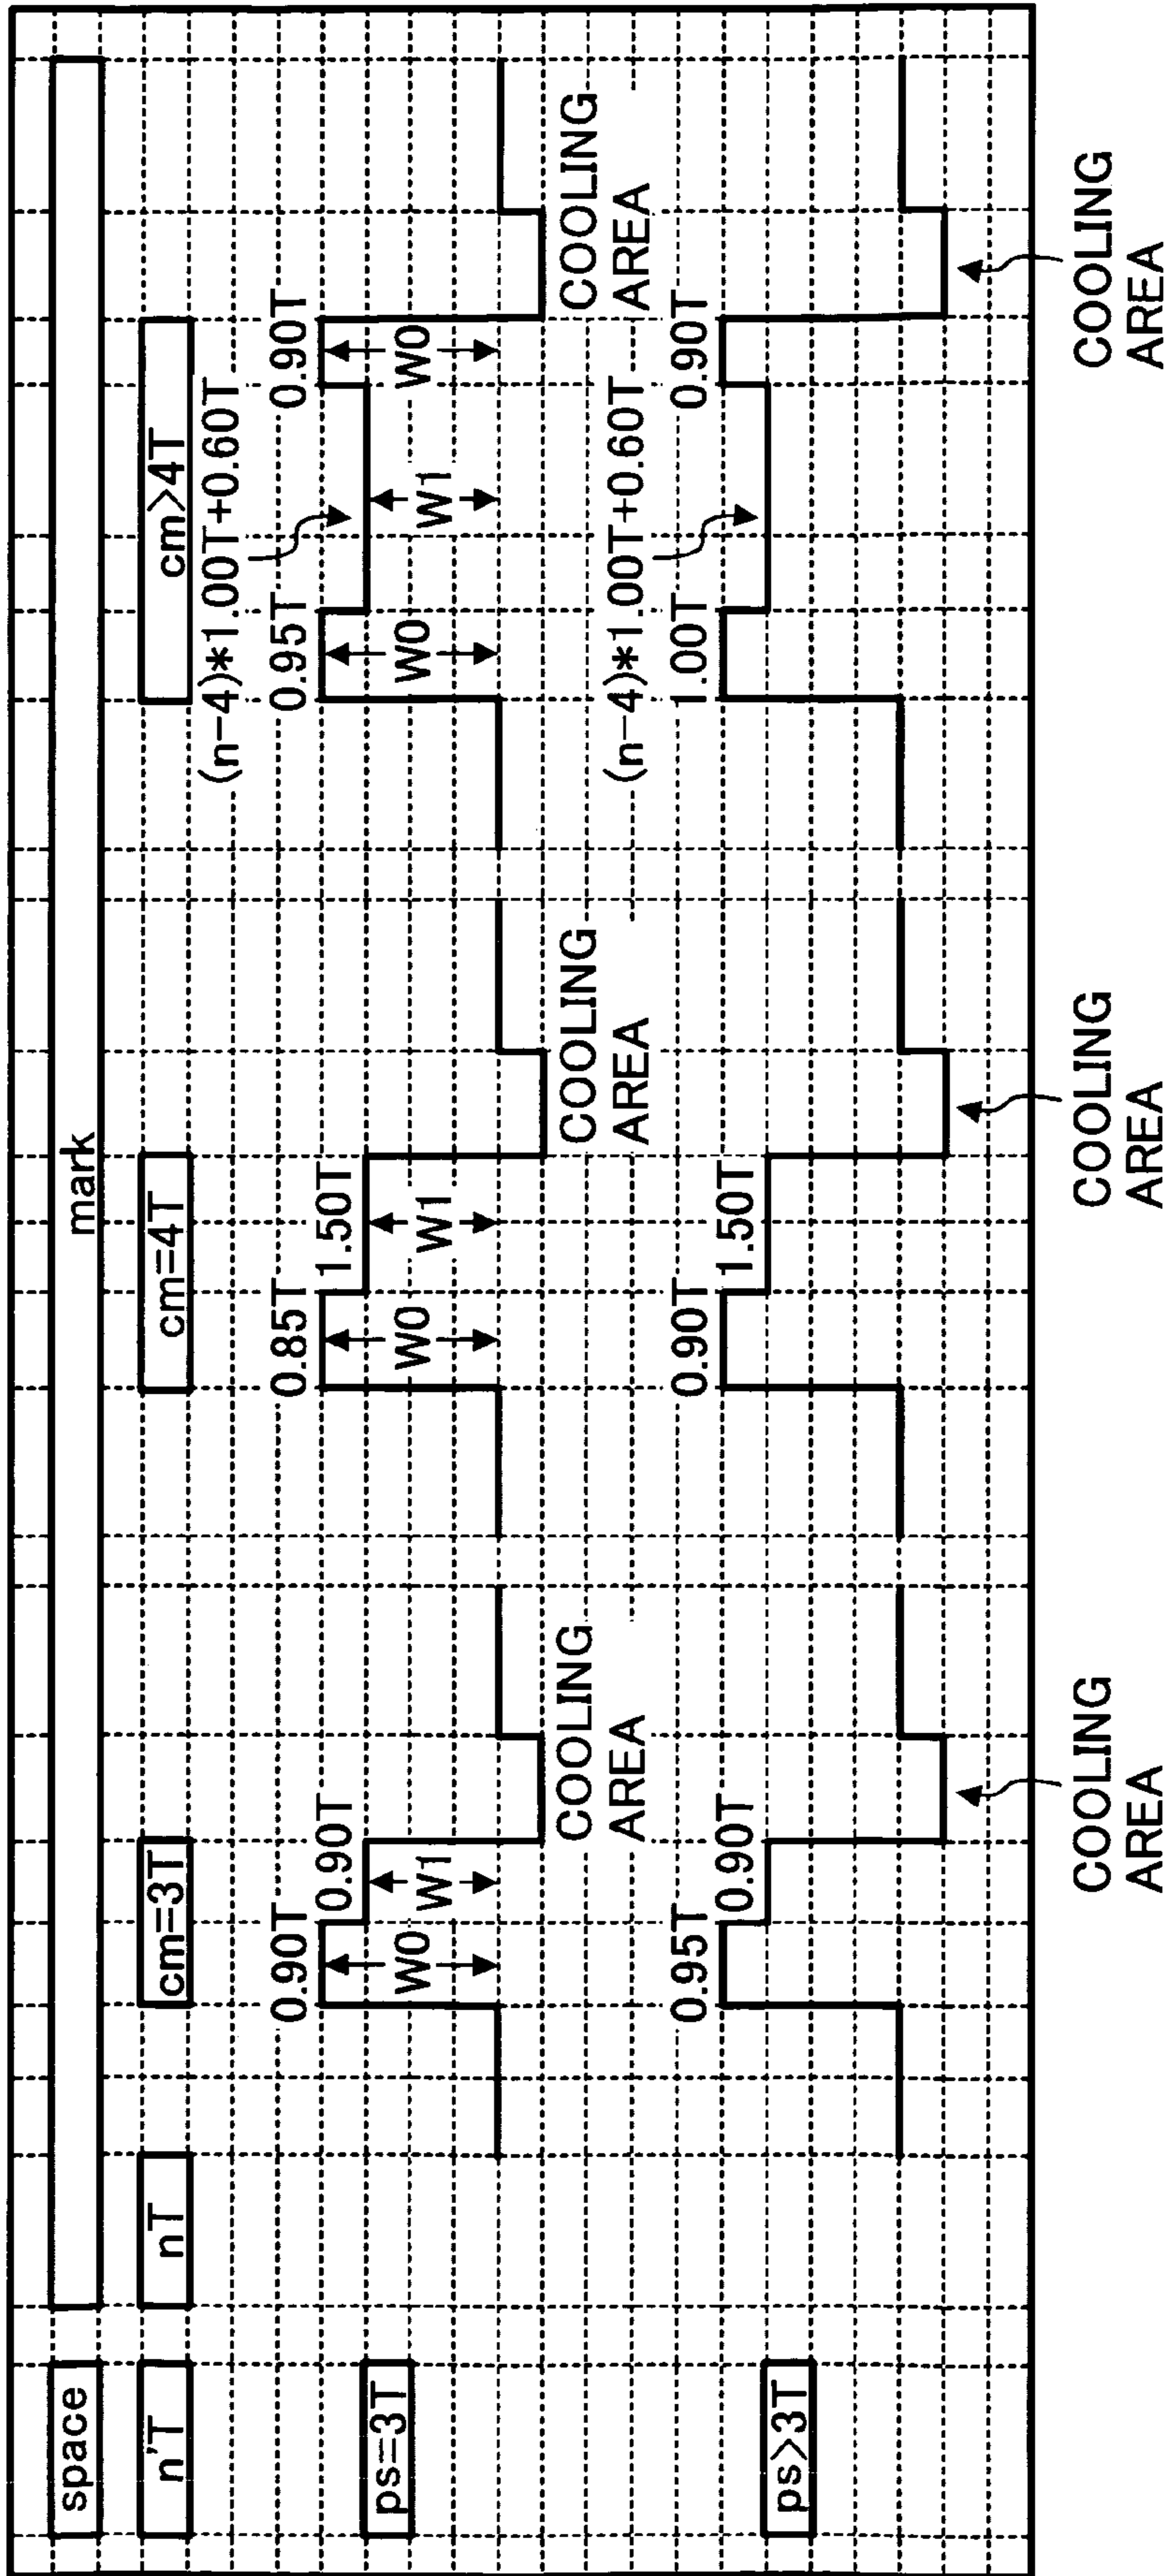 space
mark
n'T
nT
cm=3T
cm=4T
cm>4T
(n-4)*1.00T+0.60T
ps=3T
0.90T
0.90T
W0
W1
COOLING
AREA
0.85T
1.50T
W0
W1
COOLING
AREA
0.95T
0.90T
W0
W1
W0
COOLING
AREA
(n-4)*1.00T+0.60T
ps>3T
0.95T
0.90T
0.90T
1.50T
1.00T
0.90T
COOLING
AREA
COOLING
AREA
COOLING
AREA